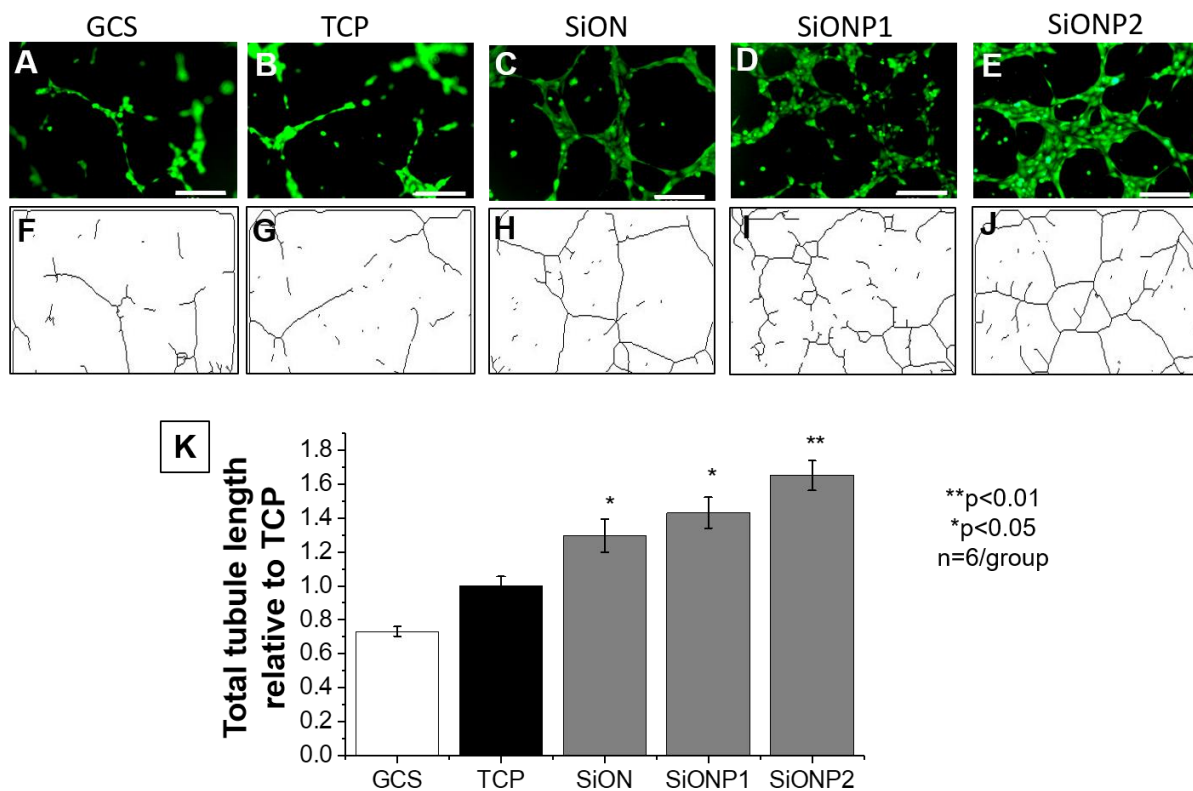 GCS TCP SiON SiONP1 SiONP2
A B C D E
F G H I J
K
Total tubule length
relative to TCP
1.8
1.6
1.4
1.2
1.0
0.8
0.6
0.4
0.2
0.0
* * **
GCS TCP SiON SiONP1 SiONP2
**p<0.01
*p<0.05
n=6/group